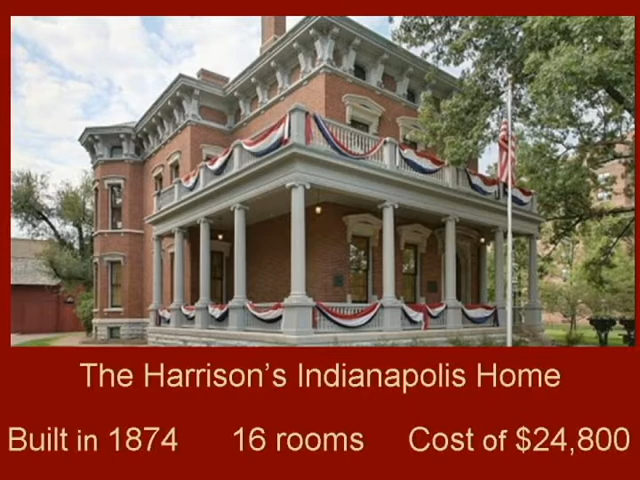 The Harrison’s Indianapolis Home
Built in 1874 16 rooms Cost of $24,800